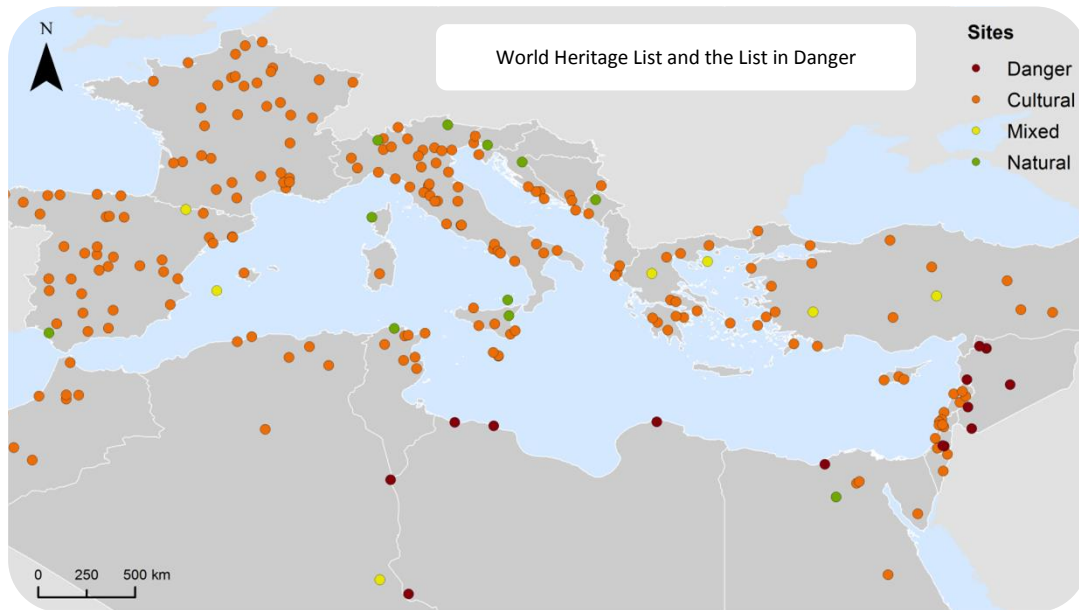 N
World Heritage List and the List in Danger
Sites
Danger
Cultural
Mixed
Natural
0 250 500 km